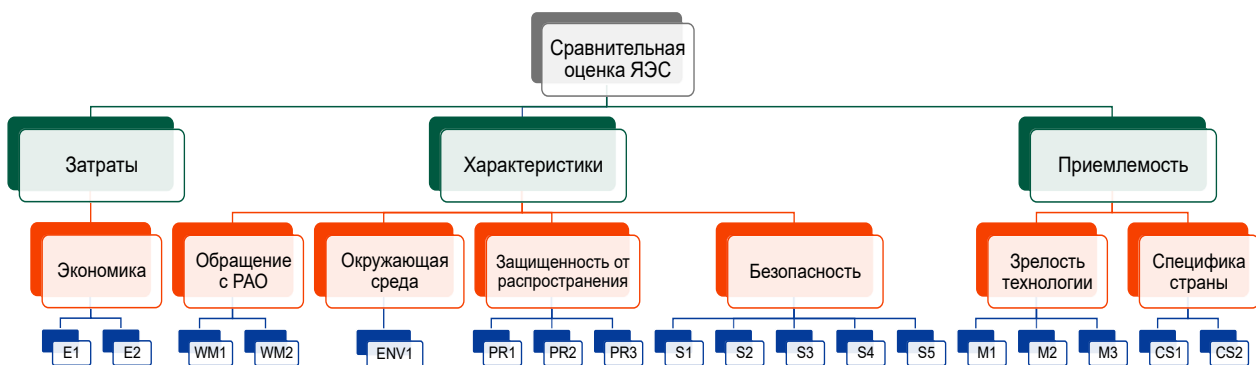 Сравнительная
оценка ЯЭС
Затраты
Характеристики
Приемлемость
Экономика
Обращение
с РАО
Окружающая
среда
Защищенность от
распространения
Безопасность
Зрелость
технологии
Специфика
страны
E1
E2
WM1
WM2
ENV1
PR1
PR2
PR3
S1
S2
S3
S4
S5
M1
M2
M3
CS1
CS2